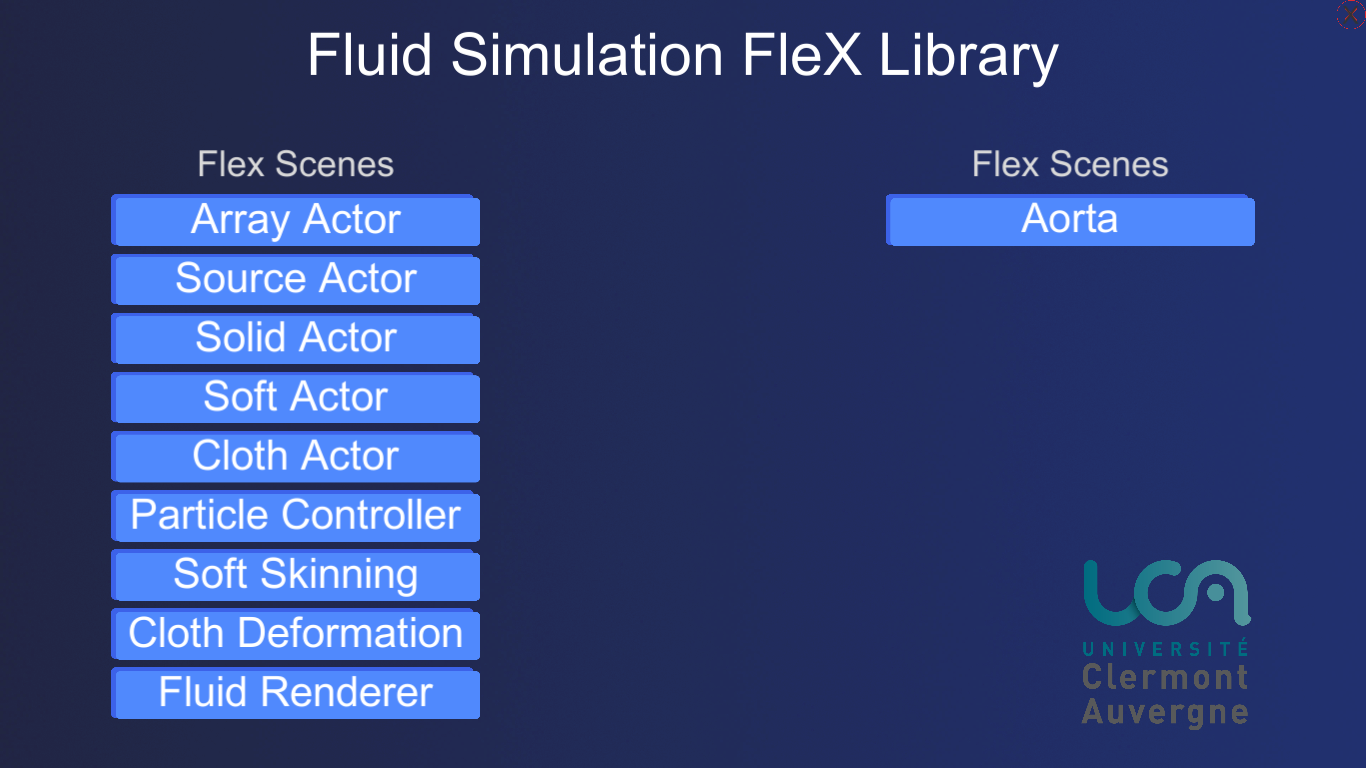 Fluid Simulation FleX Library
Flex Scenes
Array Actor
Source Actor
Solid Actor
Soft Actor
Cloth Actor
Particle Controller
Soft Skinning
Cloth Deformation
Fluid Renderer
Flex Scenes
Aorta
UCA
UNIVERSITÉ
Clermont
Auvergne